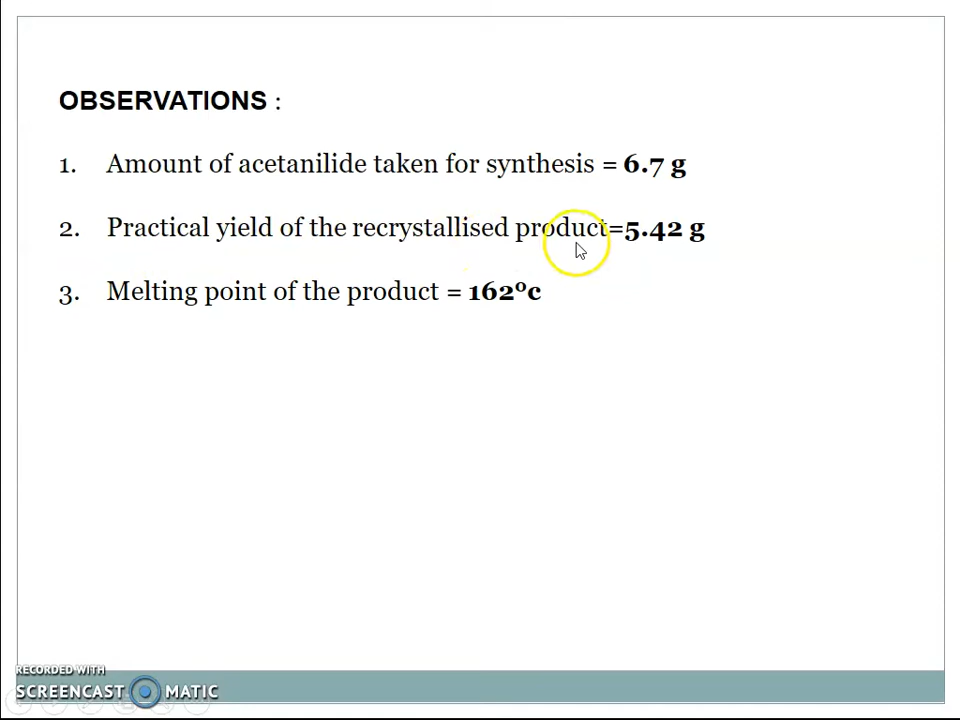 OBSERVATIONS :
1. Amount of acetanilide taken for synthesis = 6.7 g
2. Practical yield of the recrystallised product=5.42 g
3. Melting point of the product = 162ºc
RECORDED WITH
SCREENCAST MATIC